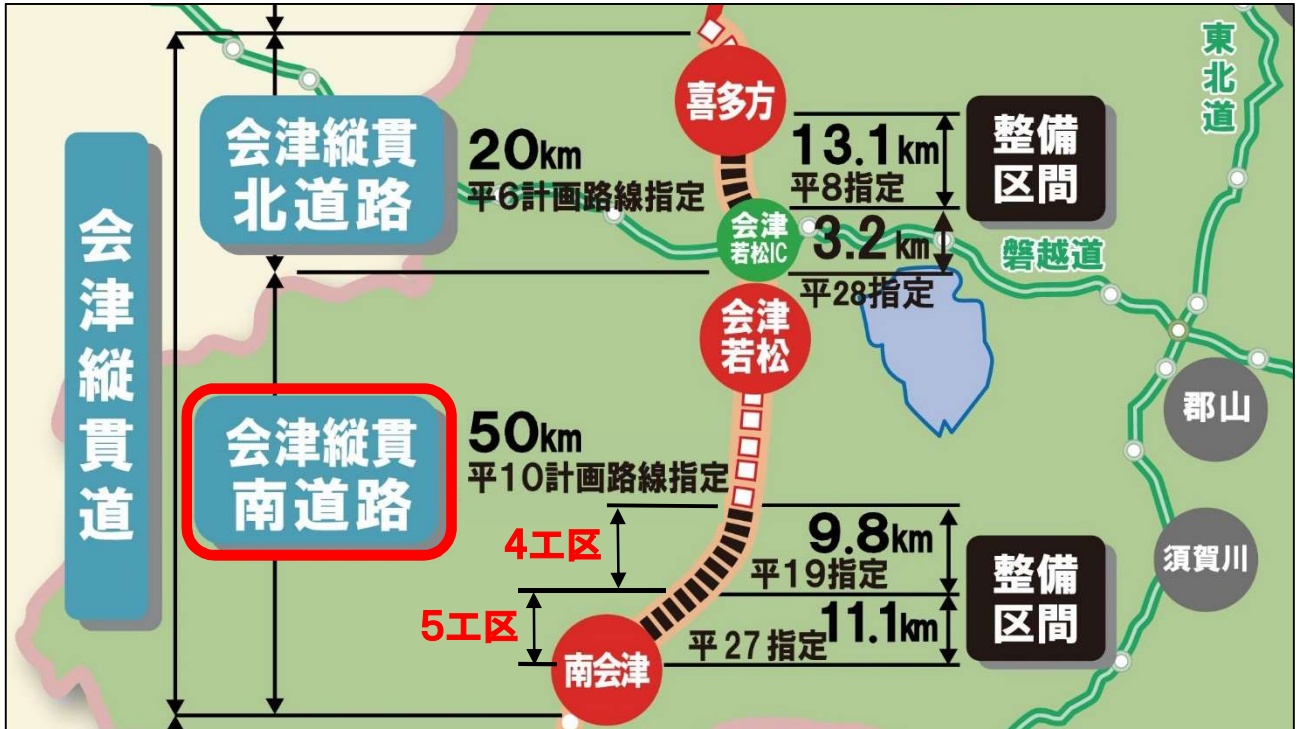 会津縦貫道
会津縦貫
北道路
20km
平6計画路線指定
喜多方
13.1km
平8指定
整備
区間
東北道
会津
若松IC
3.2km
平28指定
磐越道
会津
若松
会津縦貫
南道路
50km
平10計画路線指定
郡山
4工区
9.8km
平19指定
整備
区間
須賀川
5工区
11.1km
平27指定
南会津